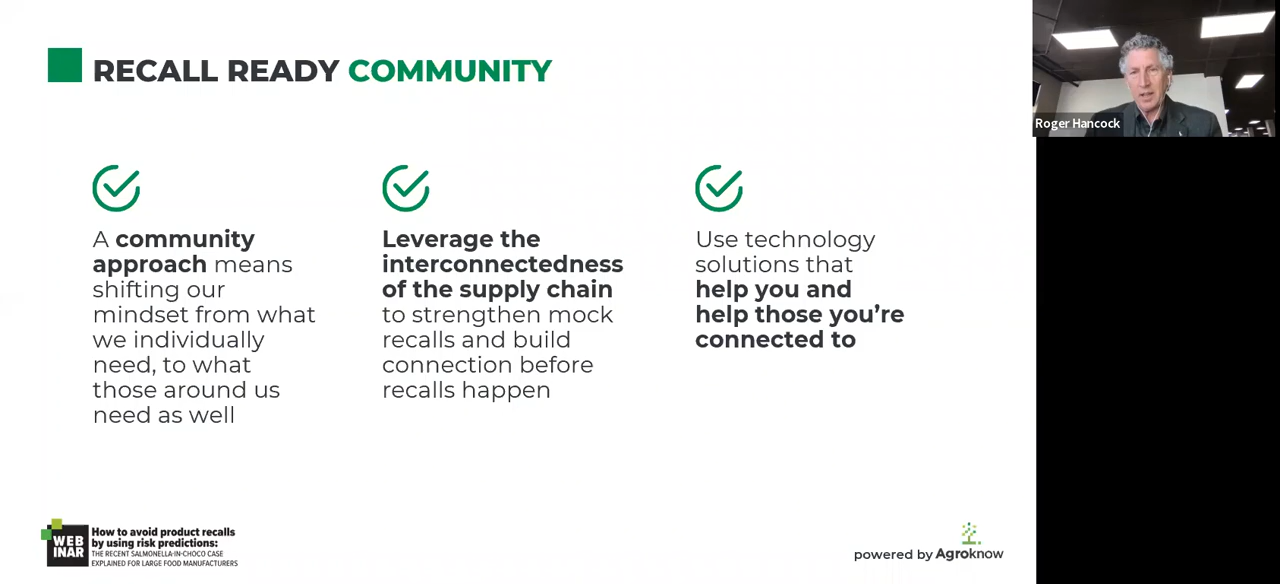 RECALL READY COMMUNITY
A community
approach means
shifting our
mindset from what
we individually
need, to what
those around us
need as well
Leverage the
interconnectedness
of the supply chain
to strengthen mock
recalls and build
connection before
recalls happen
Use technology
solutions that
help you and
help those you’re
connected to
Roger Hancock
WEB
INAR
How to avoid product recalls
by using risk predictions:
THE RECENT SALMONELLA-IN-CHOCO CASE
EXPLAINED FOR LARGE FOOD MANUFACTURERS
powered by Agroknow